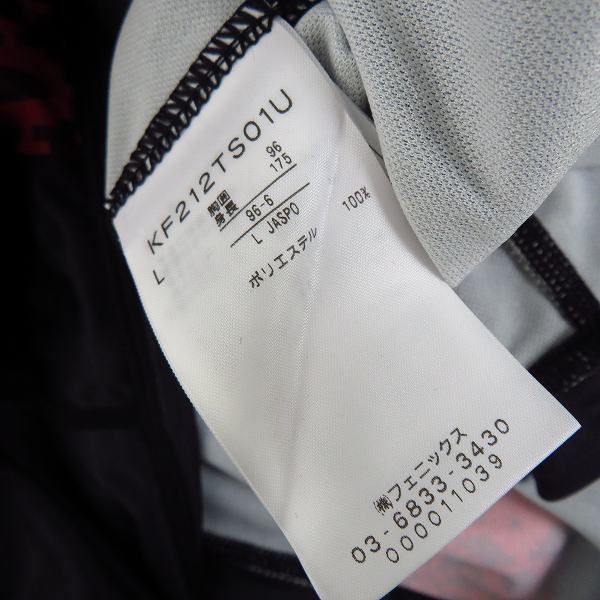 KF212TS01U
L
胸囲 96
身長 175
96-6
L JASPO
ポリエステル 100%
㈱フェニックス
03-6833-3430
000011039